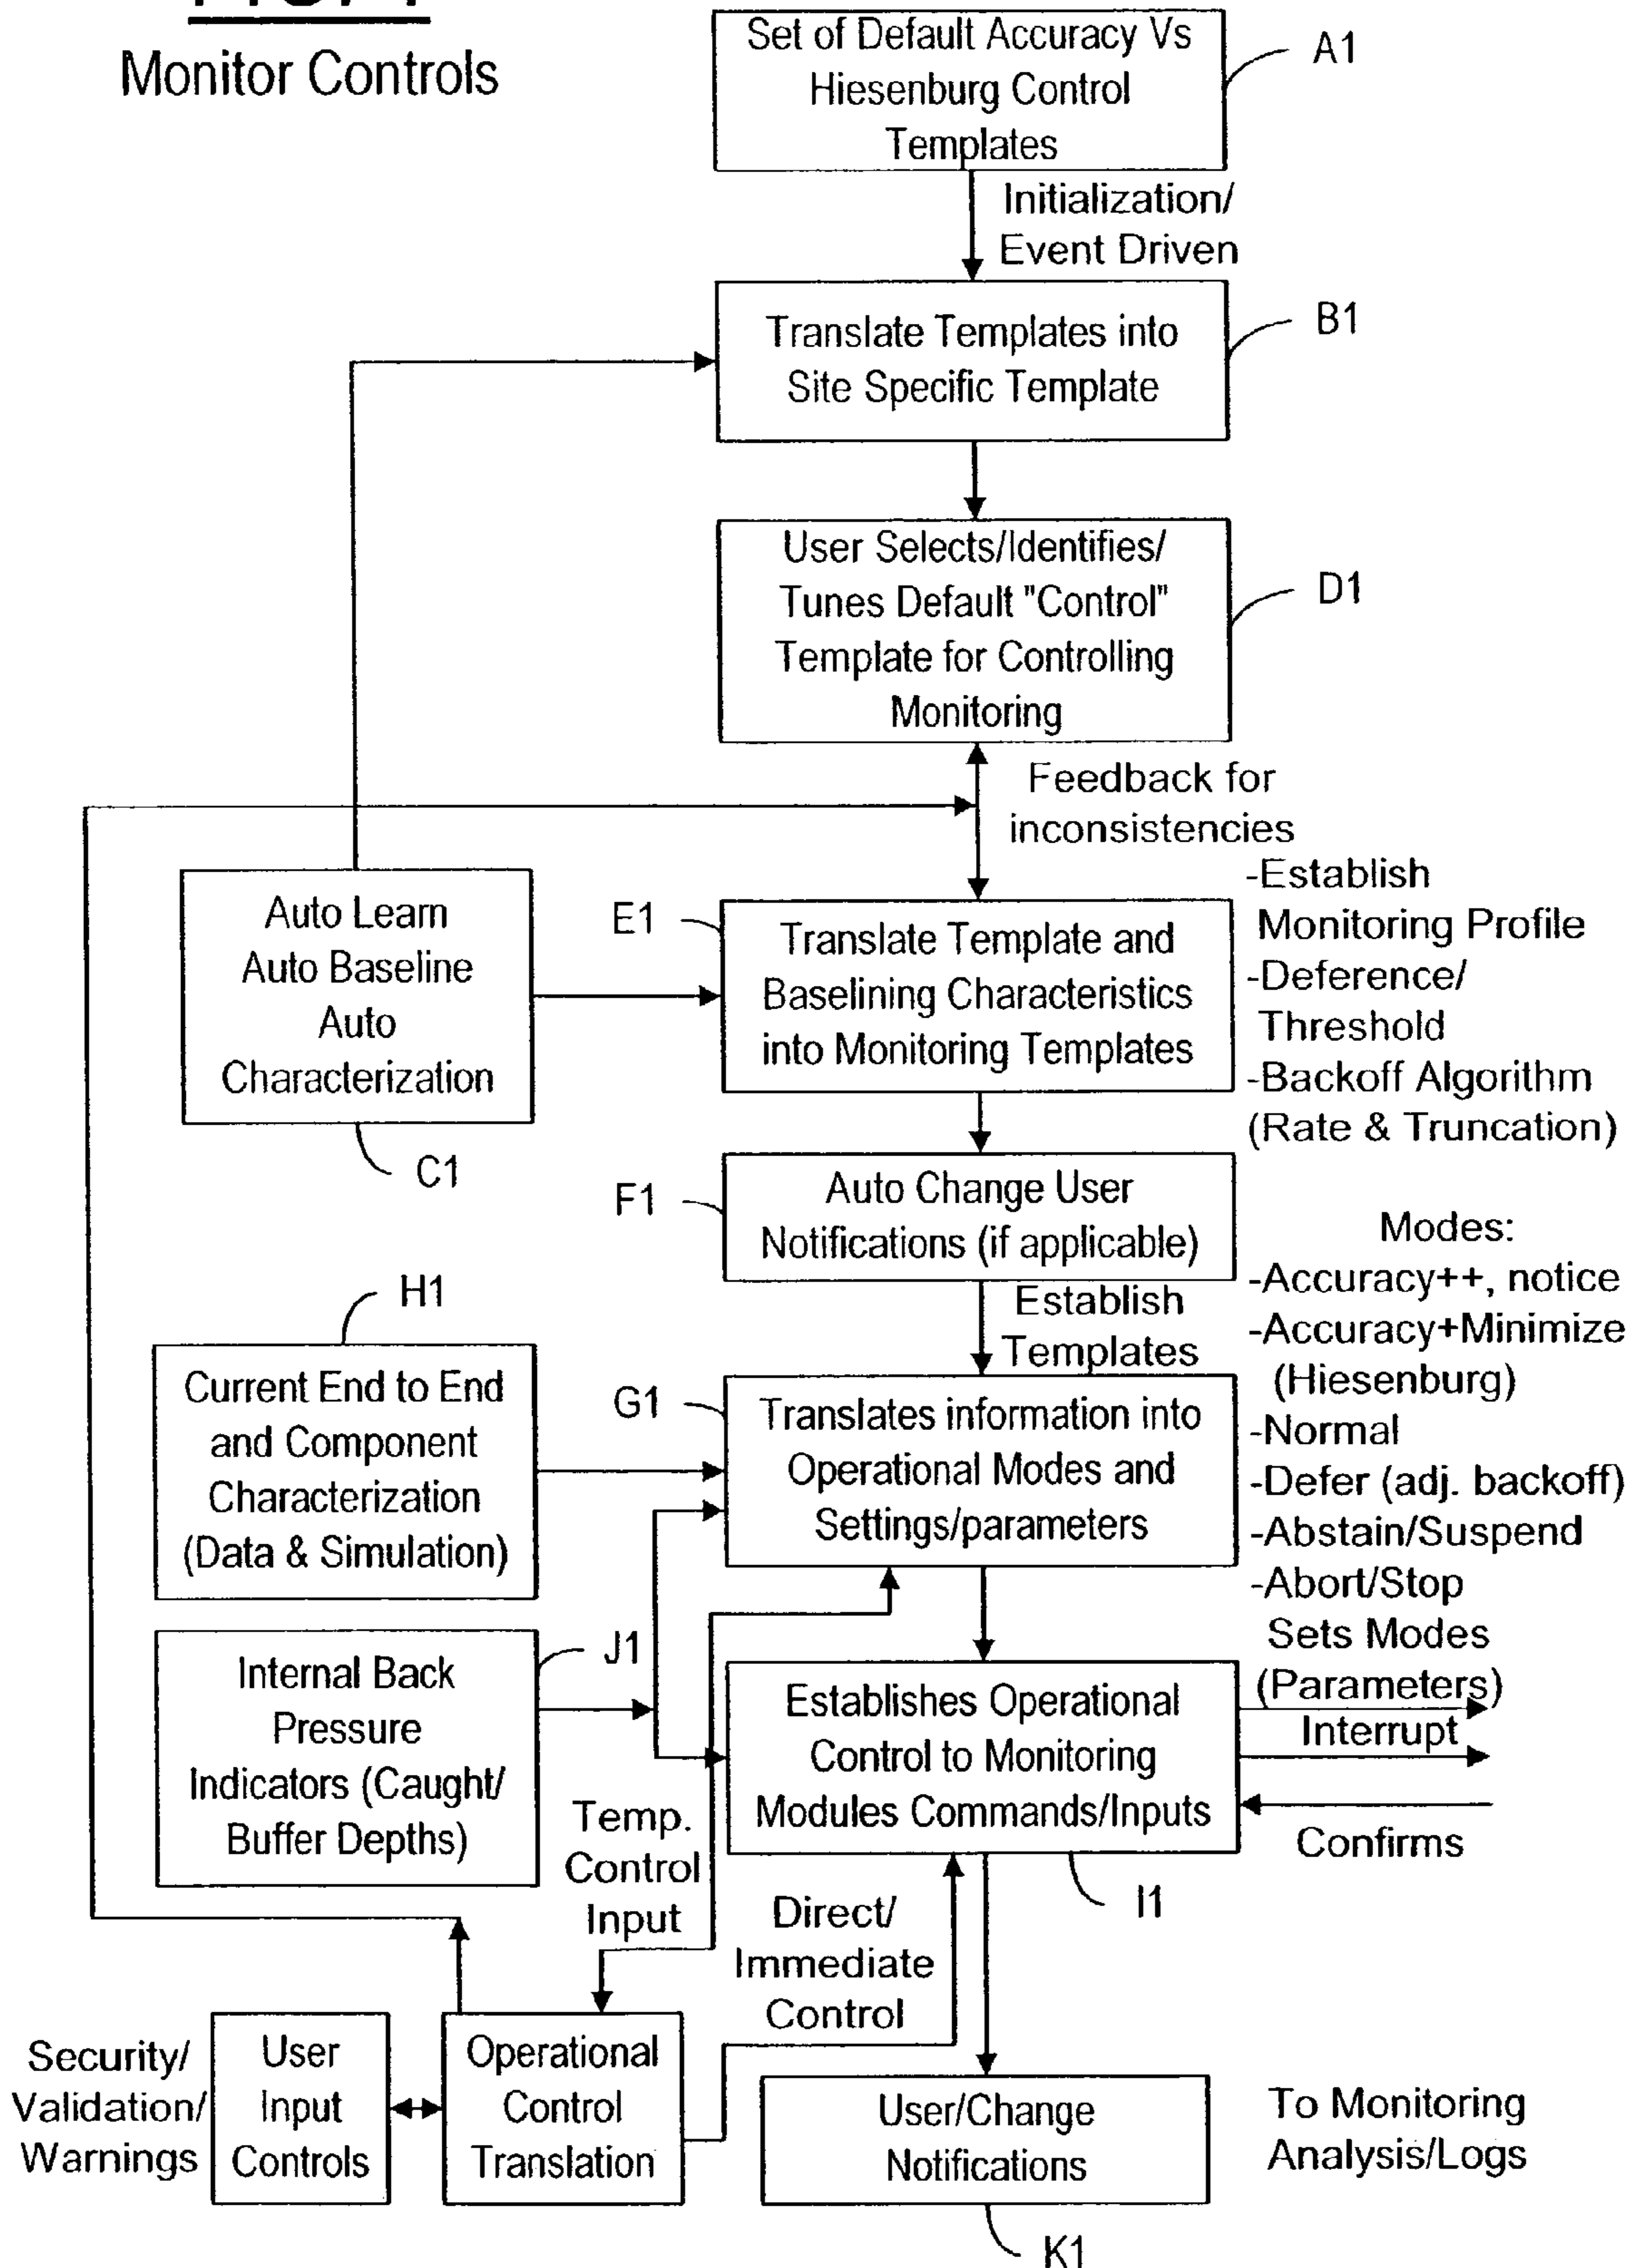 Monitor Controls
Set of Default Accuracy Vs
Hiesenburg Control
Templates
A1
Initialization/
Event Driven
Translate Templates into
Site Specific Template
B1
User Selects/Identifies/
Tunes Default "Control"
Template for Controlling
Monitoring
D1
Feedback for
inconsistencies
Auto Learn
Auto Baseline
Auto
Characterization
C1
E1
Translate Template and
Baselining Characteristics
into Monitoring Templates
-Establish
Monitoring Profile
-Deference/
Threshold
-Backoff Algorithm
(Rate & Truncation)
F1
Auto Change User
Notifications (if applicable)
Establish
Templates
Modes:
-Accuracy++, notice
-Accuracy+Minimize
(Hiesenburg)
-Normal
-Defer (adj. backoff)
-Abstain/Suspend
-Abort/Stop
Sets Modes
(Parameters)
Interrupt
Confirms
H1
Current End to End
and Component
Characterization
(Data & Simulation)
G1
Translates information into
Operational Modes and
Settings/parameters
J1
Internal Back
Pressure
Indicators (Caught/
Buffer Depths)
Establishes Operational
Control to Monitoring
Modules Commands/Inputs
I1
Temp.
Control
Input
Direct/
Immediate
Control
Security/
Validation/
Warnings
User
Input
Controls
Operational
Control
Translation
User/Change
Notifications
K1
To Monitoring
Analysis/Logs